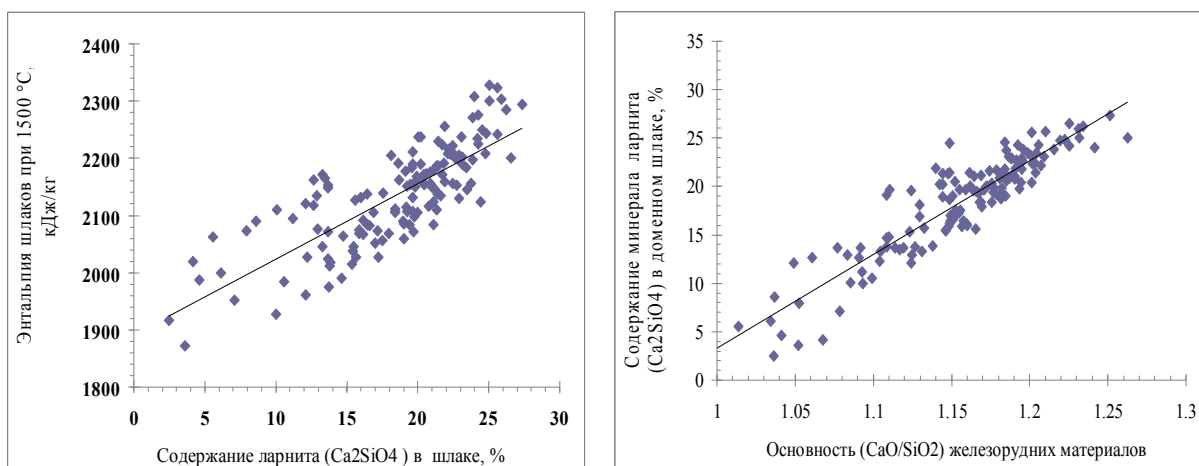 Энтальпия шлаков при 1500 °C,
кДж/кг
2400
2300
2200
2100
2000
1900
1800
0 5 10 15 20 25 30
Содержание ларнита (Ca2SiO4 ) в шлаке, %
Содержание минерала ларнита
(Ca2SiO4) в доменном шлаке, %
35
30
25
20
15
10
5
0
1 1.05 1.1 1.15 1.2 1.25 1.3
Основность (CaO/SiO2) железорудних материалов